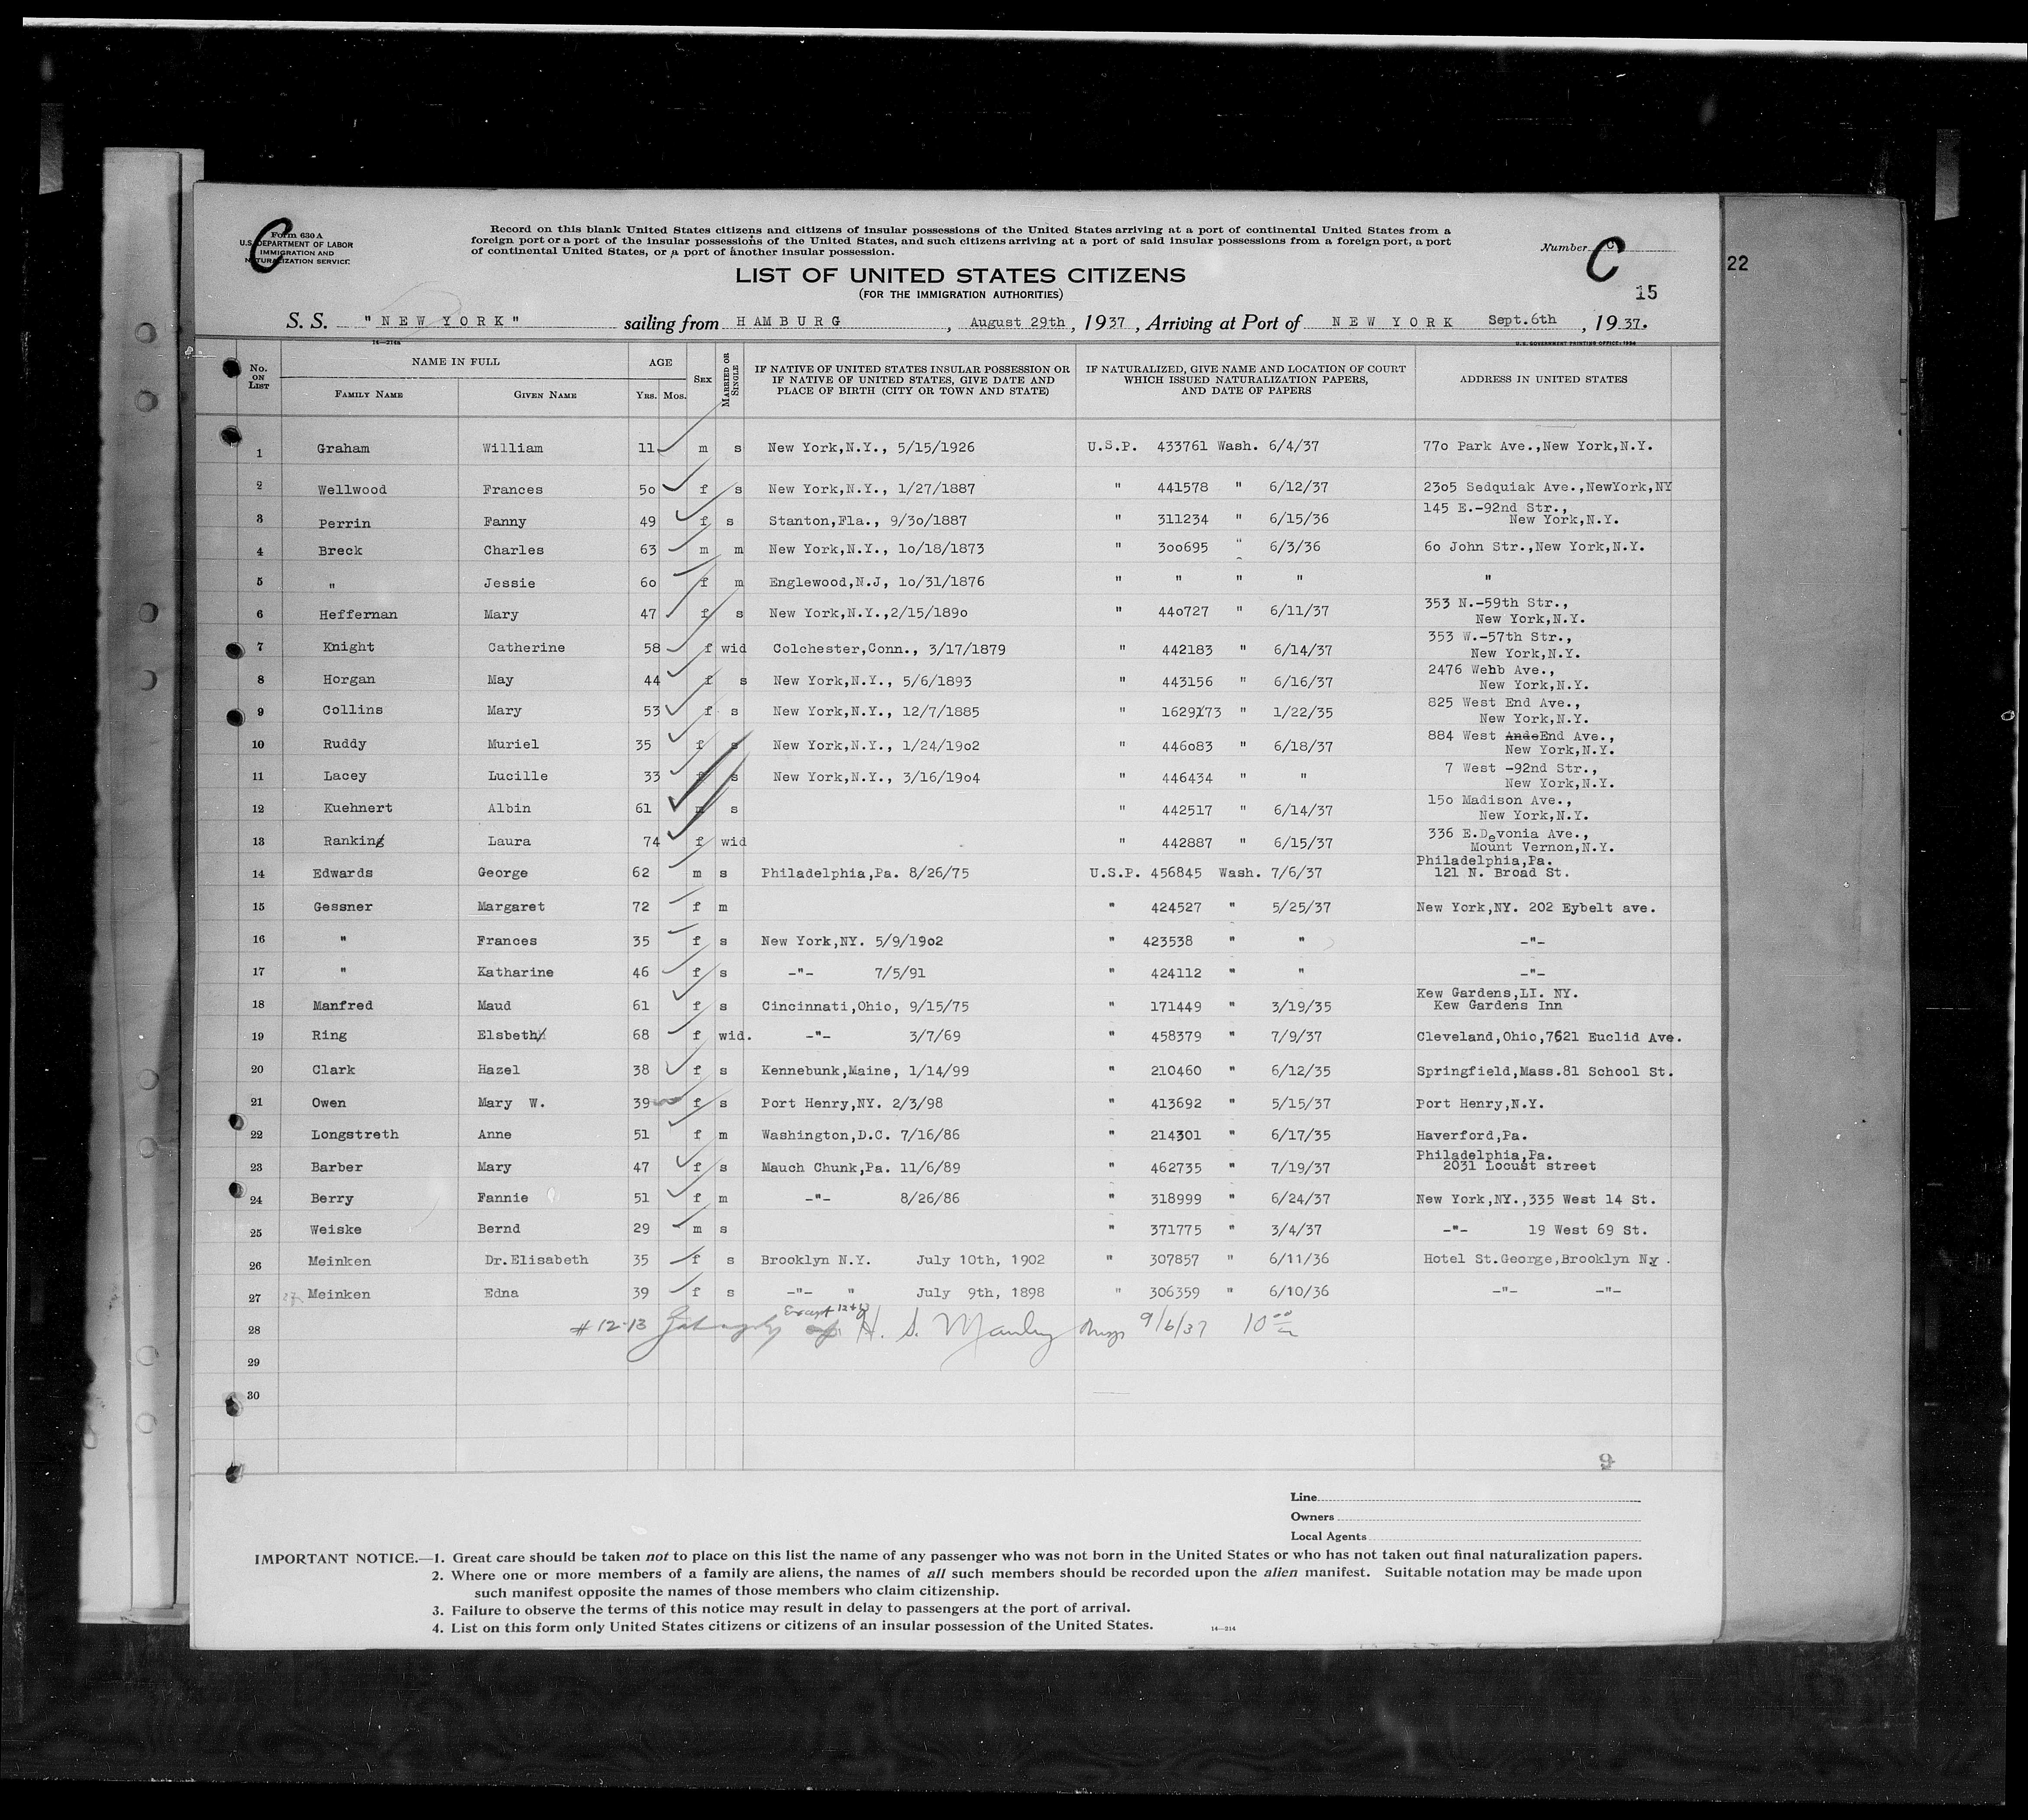 C
Form 630 A
U.S. DEPARTMENT OF LABOR
IMMIGRATION AND
NATURALIZATION SERVICE
Record on this blank United States citizens and citizens of insular possessions of the United States arriving at a port of continental United States from a
foreign port or a port of the insular possessions of the United States, and such citizens arriving at a port of said insular possessions from a foreign port, a port
of continental United States, or a port of another insular possession.
Number C
C
22
15
LIST OF UNITED STATES CITIZENS
(FOR THE IMMIGRATION AUTHORITIES)
S. S. "NEW YORK" sailing from HAMBURG, August 29th, 1937, Arriving at Port of NEW YORK Sept.6th, 1937.
14—214a
U.S. GOVERNMENT PRINTING OFFICE: 1934
No. ON LIST NAME IN FULL FAMILY NAME GIVEN NAME AGE YRS. MOS. SEX MARRIED OR SINGLE IF NATIVE OF UNITED STATES INSULAR POSSESSION OR IF NATIVE OF UNITED STATES, GIVE DATE AND PLACE OF BIRTH (CITY OR TOWN AND STATE) IF NATURALIZED, GIVE NAME AND LOCATION OF COURT WHICH ISSUED NATURALIZATION PAPERS, AND DATE OF PAPERS ADDRESS IN UNITED STATES
1 Graham William 11 m s New York,N.Y., 5/15/1926 U.S.P. 433761 Wash. 6/4/37 770 Park Ave.,New York,N.Y.
2 Wellwood Frances 50 f s New York,N.Y., 1/27/1887 " 441578 " 6/12/37 2305 Sedquiak Ave.,NewYork,NY
3 Perrin Fanny 49 f s Stanton,Fla., 9/30/1887 " 311234 " 6/15/36 145 E.-92nd Str., New York,N.Y.
4 Breck Charles 63 m m New York,N.Y., 10/18/1873 " 300695 " 6/3/36 60 John Str.,New York,N.Y.
5 " Jessie 60 f m Englewood,N.J, 10/31/1876 " " " " "
6 Heffernan Mary 47 f s New York,N.Y.,2/15/1890 " 440727 " 6/11/37 353 N.-59th Str., New York,N.Y.
7 Knight Catherine 58 f wid Colchester,Conn., 3/17/1879 " 442183 " 6/14/37 353 W.-57th Str., New York,N.Y.
8 Horgan May 44 f s New York,N.Y., 5/6/1893 " 443156 " 6/16/37 2476 Webb Ave., New York,N.Y.
9 Collins Mary 53 f s New York,N.Y., 12/7/1885 " 162973 " 1/22/35 825 West End Ave., New York,N.Y.
10 Ruddy Muriel 35 f s New York,N.Y., 1/24/1902 " 446083 " 6/18/37 884 West Ande End Ave., New York,N.Y.
11 Lacey Lucille 33 f s New York,N.Y., 3/16/1904 " 446434 " " 7 West -92nd Str., New York,N.Y.
12 Kuehnert Albin 61 m s " 442517 " 6/14/37 150 Madison Ave., New York,N.Y.
13 Ranking Laura 74 f wid " 442887 " 6/15/37 336 E.Devonia Ave., Mount Vernon,N.Y.
14 Edwards George 62 m s Philadelphia,Pa. 8/26/75 U.S.P. 456845 Wash. 7/6/37 Philadelphia,Pa. 121 N. Broad St.
15 Gessner Margaret 72 f m " 424527 " 5/25/37 New York,NY. 202 Eybelt ave.
16 " Frances 35 f s New York,NY. 5/9/1902 " 423538 " " -"-
17 " Katharine 46 f s -"- 7/5/91 " 424112 " " -"-
18 Manfred Maud 61 f s Cincinnati,Ohio, 9/15/75 " 171449 " 3/19/35 Kew Gardens,LI. NY. Kew Gardens Inn
19 Ring Elsbeth 68 f wid. -"- 3/7/69 " 458379 " 7/9/37 Cleveland,Ohio,7621 Euclid Ave.
20 Clark Hazel 38 f s Kennebunk,Maine, 1/14/99 " 210460 " 6/12/35 Springfield,Mass.81 School St.
21 Owen Mary W. 39 f s Port Henry,NY. 2/3/98 " 413692 " 5/15/37 Port Henry,N.Y.
22 Longstreth Anne 51 f m Washington,D.C. 7/16/86 " 214301 " 6/17/35 Haverford,Pa.
23 Barber Mary 47 f s Mauch Chunk,Pa. 11/6/89 " 462735 " 7/19/37 Philadelphia,Pa. 2031 Locust street
24 Berry Fannie 51 f m -"- 8/26/86 " 318999 " 6/24/37 New York,NY.,335 West 14 St.
25 Weiske Bernd 29 m s " 371775 " 3/4/37 -"- 19 West 69 St.
26 Meinken Dr.Elisabeth 35 f s Brooklyn N.Y. July 10th, 1902 " 307857 " 6/11/36 Hotel St.George,Brooklyn Ny.
27 27 Meinken Edna 39 f s -"- " July 9th, 1898 " 306359 " 6/10/36 -"- -"-
28 # 12-13 Except 12+13 H. S. Manley Insp 9/6/37 10
29
30
9
Line
Owners
Local Agents
IMPORTANT NOTICE.—1. Great care should be taken not to place on this list the name of any passenger who was not born in the United States or who has not taken out final naturalization papers.
2. Where one or more members of a family are aliens, the names of all such members should be recorded upon the alien manifest. Suitable notation may be made upon
such manifest opposite the names of those members who claim citizenship.
3. Failure to observe the terms of this notice may result in delay to passengers at the port of arrival.
4. List on this form only United States citizens or citizens of an insular possession of the United States.
14—214